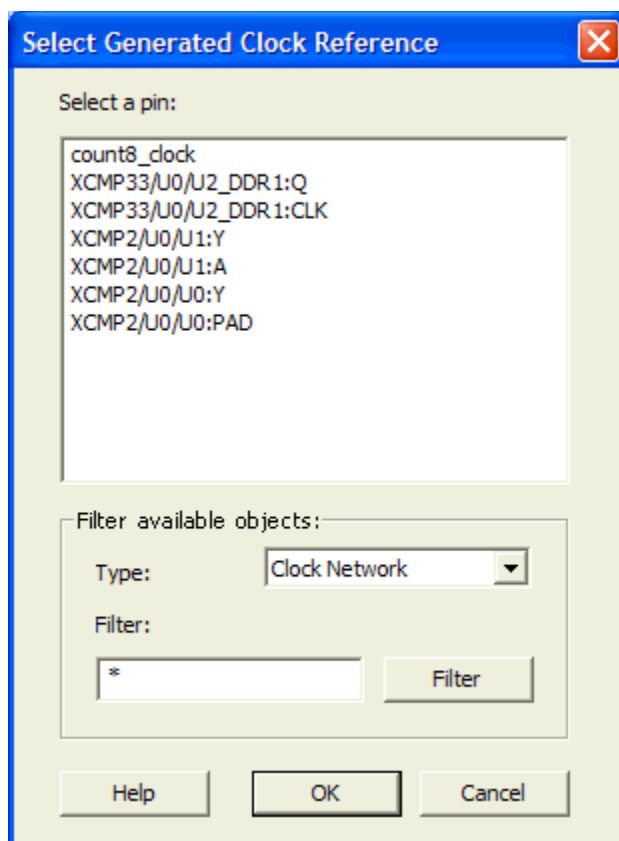 Select Generated Clock Reference
Select a pin:
count8_clock
XCMP33/U0/U2_DDR1:Q
XCMP33/U0/U2_DDR1:CLK
XCMP2/U0/U1:Y
XCMP2/U0/U1:A
XCMP2/U0/U0:Y
XCMP2/U0/U0:PAD
Filter available objects:
Type:
Clock Network
Filter:
*
Filter
Help
OK
Cancel